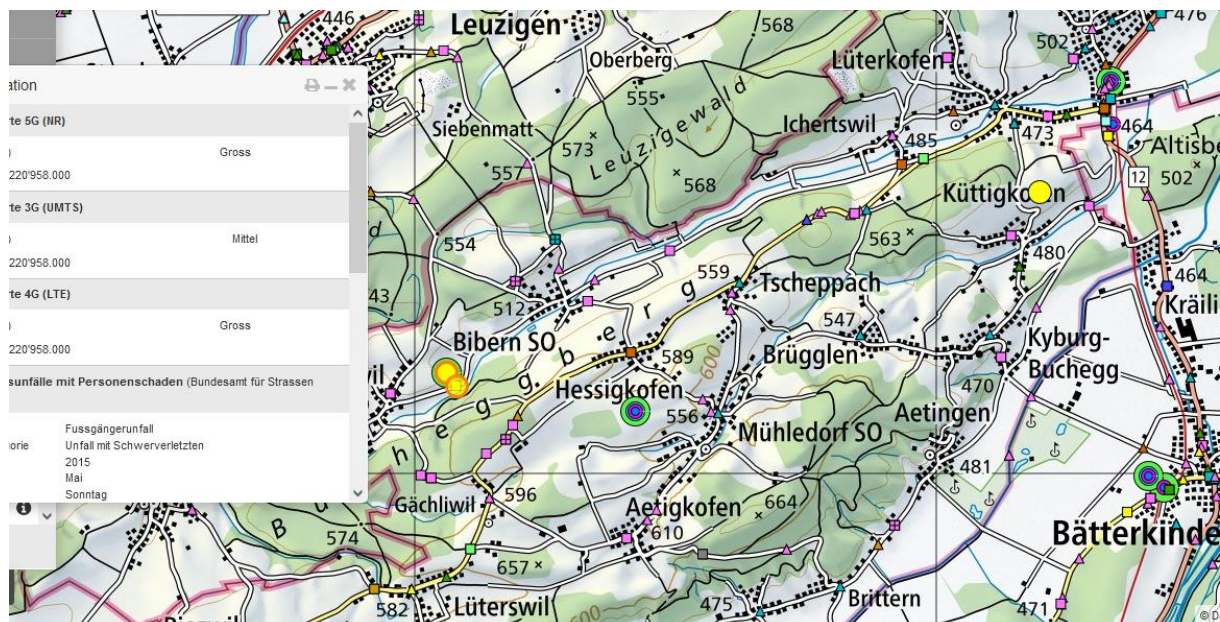 ation
rte 5G (NR)
)
Gross
220'958.000
rte 3G (UMTS)
)
Mittel
220'958.000
rte 4G (LTE)
)
Gross
220'958.000
sunfälle mit Personenschaden (Bundesamt für Strassen
Fussgängerunfall
orie
Unfall mit Schwerverletzten
2015
Mai
Sonntag
446
Leuzigen
568
476
502
Oberberg
Lüterkofen
555
Siebenmatt
Leuzigewald
Ichertswil
573
485
473
464
Altisbe
557
568
12
502
Küttigkofen
d
554
563
480
559
464
43
512
Tscheppach
Kräili
Bibern SO
547
Kyburg-
Buchegg
wil
589
600
Brügglen
h e g g b e r g
Hessigkofen
470
556
Aetingen
Mühledorf SO
481
Gächliwil
596
664
Aetigkofen
B u
574
610
Bätterkinde
657
582
Lüterswil
600
475
Brittern
471
© D